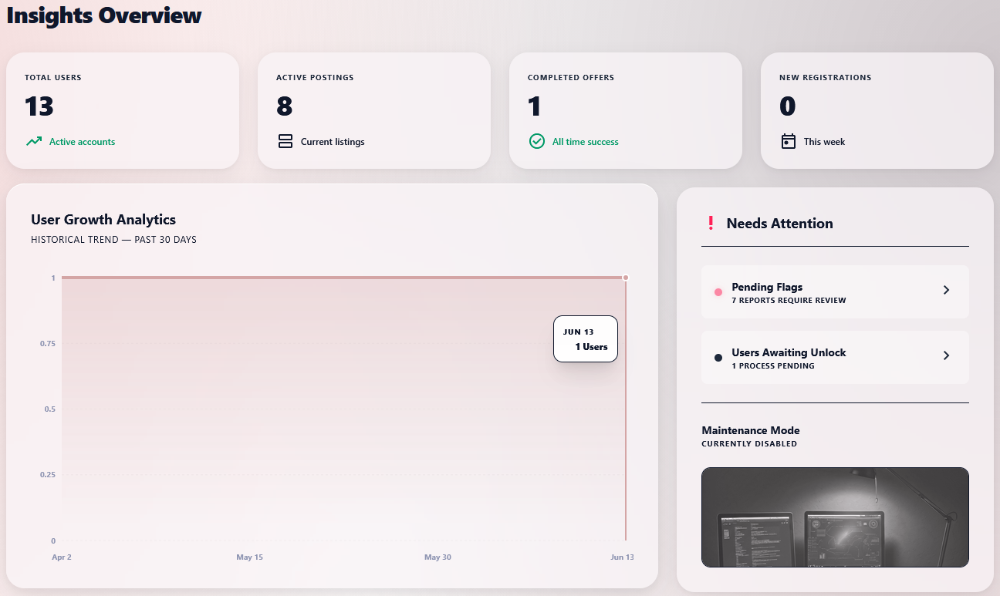 Insights Overview
TOTAL USERS
13
Active accounts
ACTIVE POSTINGS
8
Current listings
COMPLETED OFFERS
1
All time success
NEW REGISTRATIONS
0
This week
User Growth Analytics
HISTORICAL TREND — PAST 30 DAYS
1
0.75
0.5
0.25
0
JUN 13
1 Users
Apr 2
May 15
May 30
Jun 13
Needs Attention
Pending Flags
7 REPORTS REQUIRE REVIEW
Users Awaiting Unlock
1 PROCESS PENDING
Maintenance Mode
CURRENTLY DISABLED